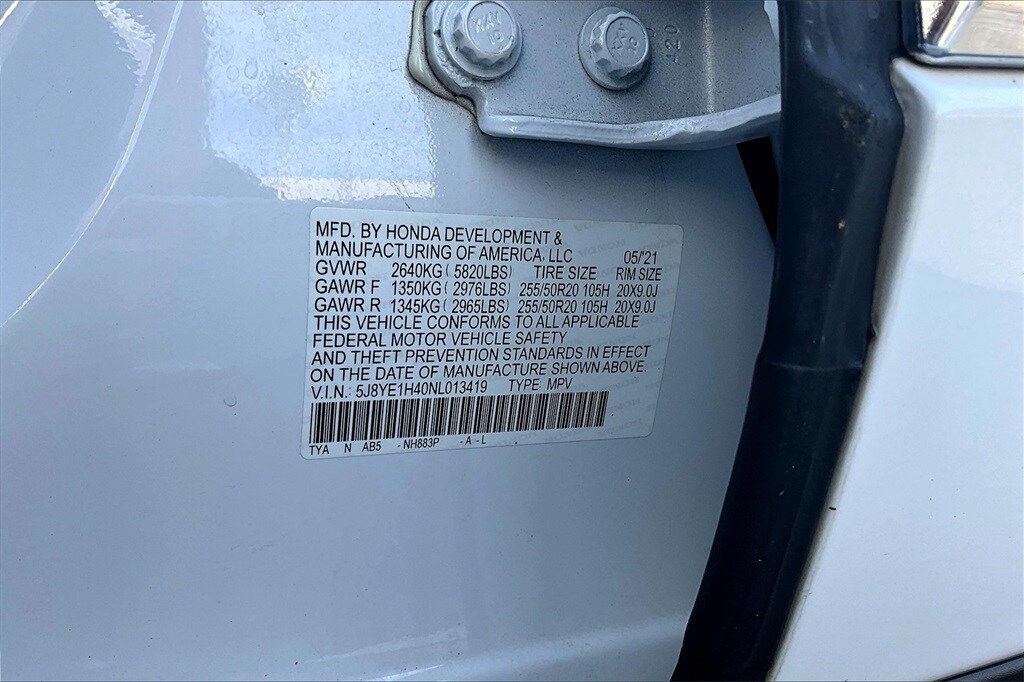 420
MFD. BY HONDA DEVELOPMENT &
MANUFACTURING OF AMERICA, LLC 05/'21
GVWR 2640KG ( 5820LBS) TIRE SIZE RIM SIZE
GAWR F 1350KG ( 2976LBS) 255/50R20 105H 20X9.0J
GAWR R 1345KG ( 2965LBS) 255/50R20 105H 20X9.0J
THIS VEHICLE CONFORMS TO ALL APPLICABLE
FEDERAL MOTOR VEHICLE SAFETY
AND THEFT PREVENTION STANDARDS IN EFFECT
ON THE DATE OF MANUFACTURE SHOWN ABOVE.
V.I.N.: 5J8YE1H40NL013419 TYPE: MPV
TYA N AB5 -NH883P -A-L